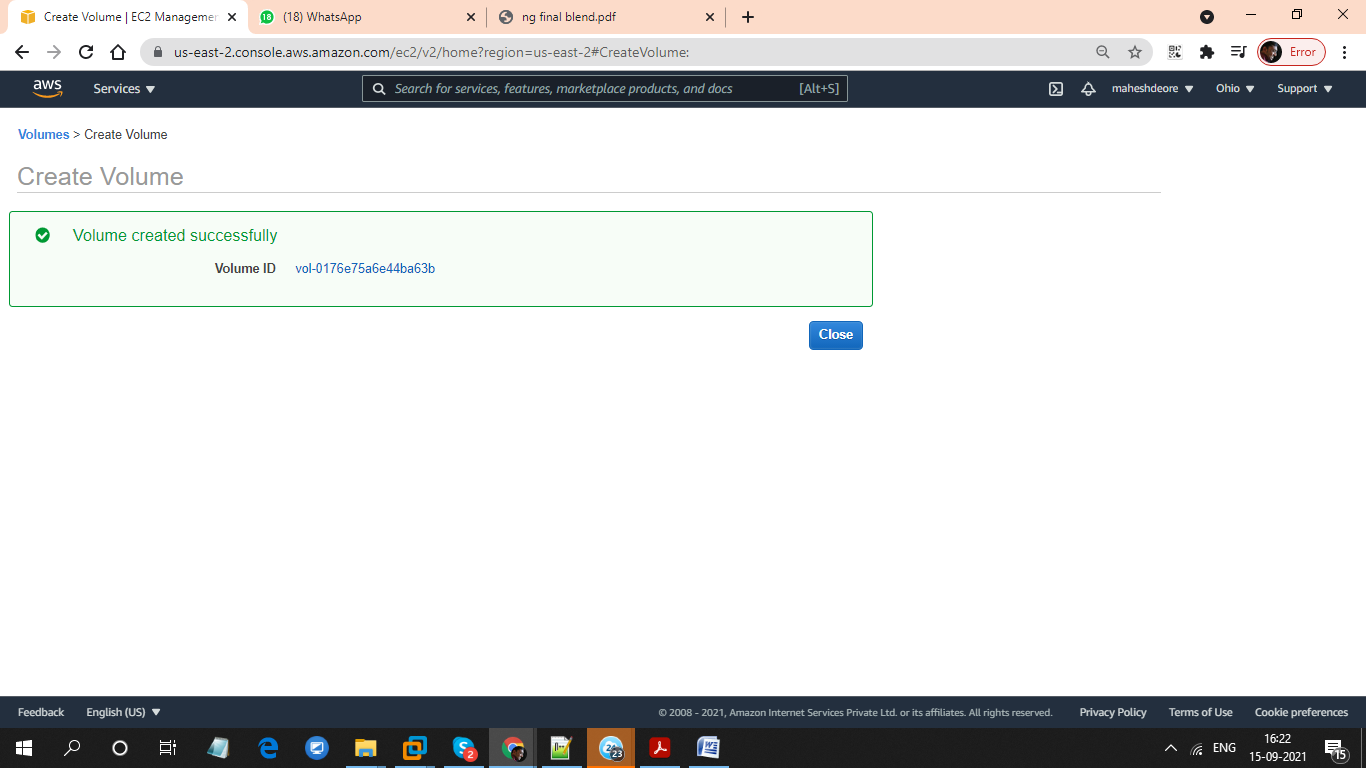 Create Volume | EC2 Managemen
(18) WhatsApp
ng final blend.pdf
us-east-2.console.aws.amazon.com/ec2/v2/home?region=us-east-2#CreateVolume:
Error
aws
Services
Search for services, features, marketplace products, and docs
[Alt+S]
maheshdeore
Ohio
Support
Volumes > Create Volume
Create Volume
Volume created successfully
Volume ID vol-0176e75a6e44ba63b
Close
Feedback
English (US)
© 2008 - 2021, Amazon Internet Services Private Ltd. or its affiliates. All rights reserved.
Privacy Policy
Terms of Use
Cookie preferences
2
23
ENG
16:22
15-09-2021
15